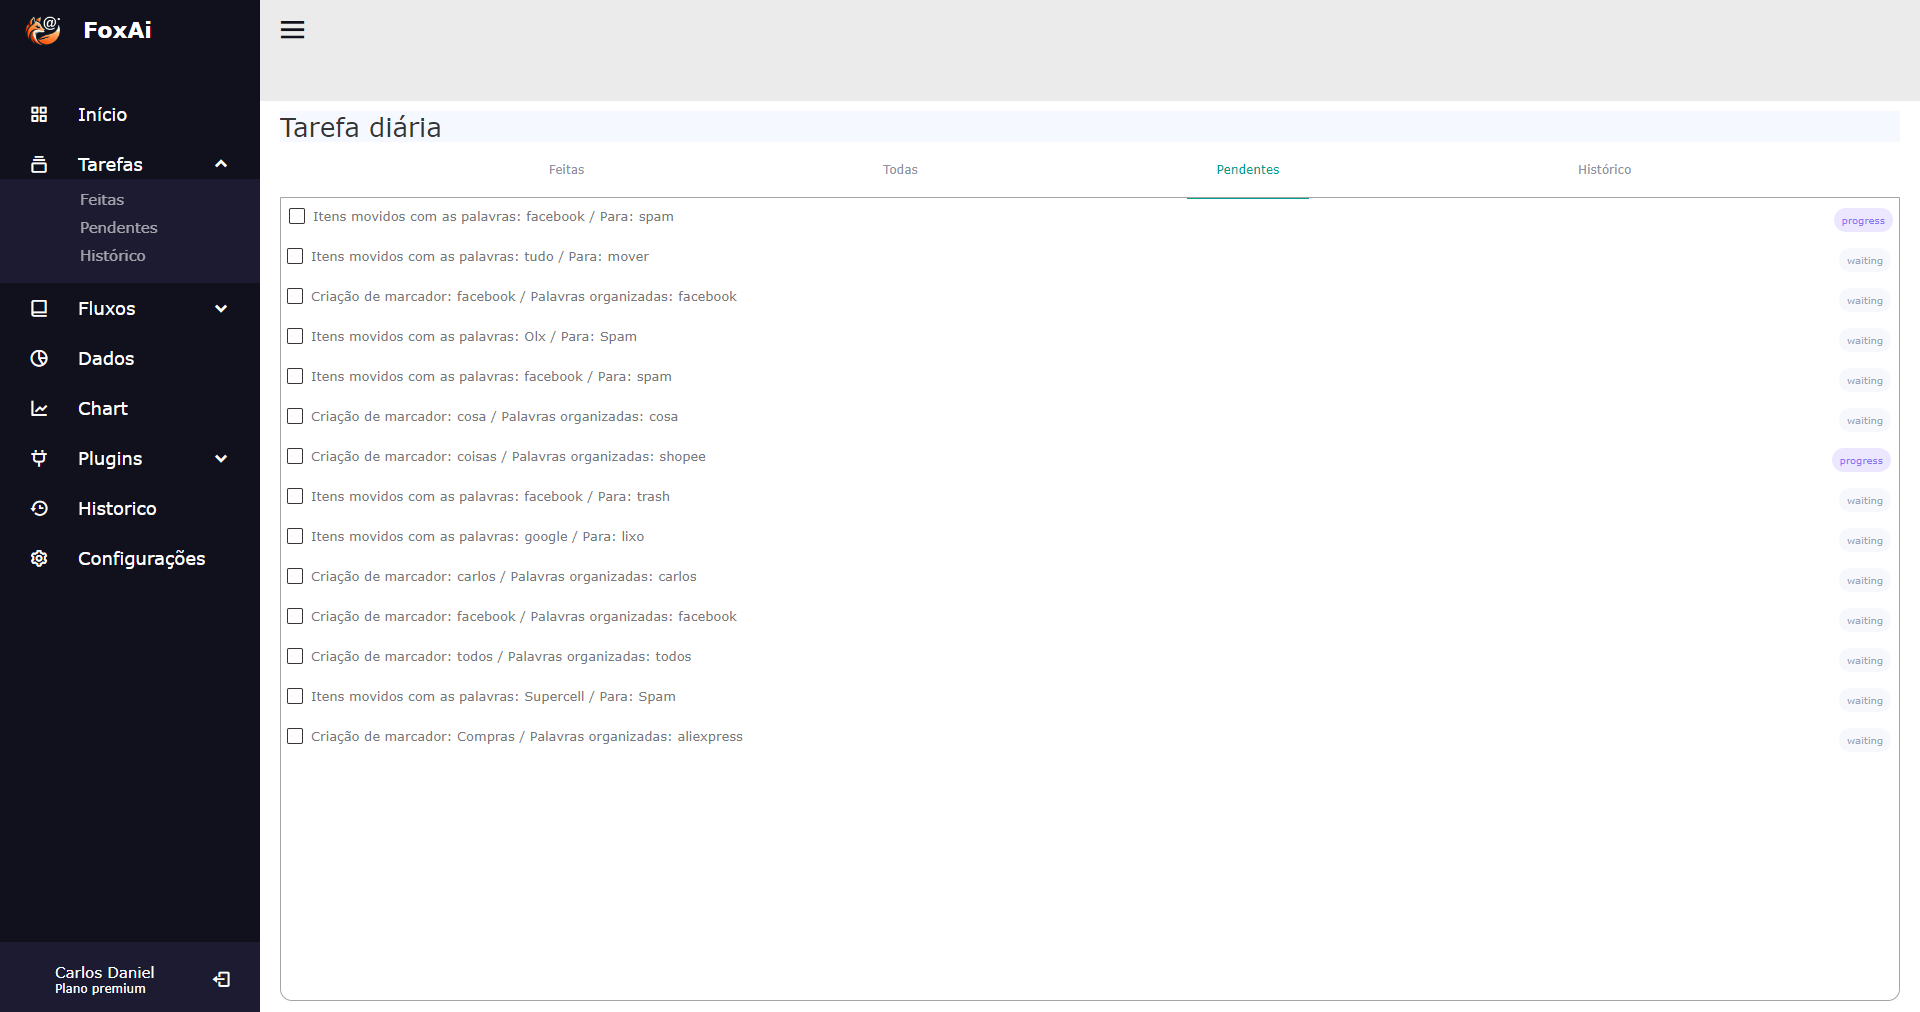 FoxAi
Início
Tarefas
Feitas
Pendentes
Histórico
Fluxos
Dados
Chart
Plugins
Historico
Configurações
Carlos Daniel
Plano premium
Tarefa diária
Feitas Todas Pendentes Histórico
Itens movidos com as palavras: facebook / Para: spam progress
Itens movidos com as palavras: tudo / Para: mover waiting
Criação de marcador: facebook / Palavras organizadas: facebook waiting
Itens movidos com as palavras: Olx / Para: Spam waiting
Itens movidos com as palavras: facebook / Para: spam waiting
Criação de marcador: cosa / Palavras organizadas: cosa waiting
Criação de marcador: coisas / Palavras organizadas: shopee progress
Itens movidos com as palavras: facebook / Para: trash waiting
Itens movidos com as palavras: google / Para: lixo waiting
Criação de marcador: carlos / Palavras organizadas: carlos waiting
Criação de marcador: facebook / Palavras organizadas: facebook waiting
Criação de marcador: todos / Palavras organizadas: todos waiting
Itens movidos com as palavras: Supercell / Para: Spam waiting
Criação de marcador: Compras / Palavras organizadas: aliexpress waiting